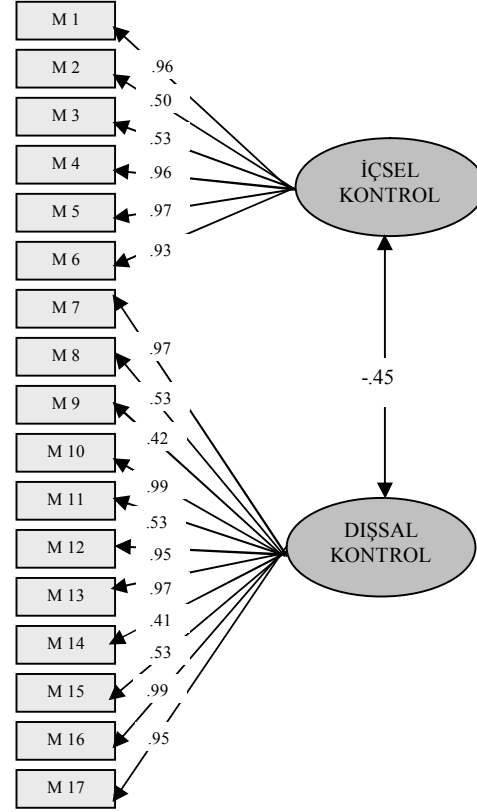 M 1
M 2
M 3
M 4
M 5
M 6
M 7
M 8
M 9
M 10
M 11
M 12
M 13
M 14
M 15
M 16
M 17
.96
.50
.53
.96
.97
.93
.97
.53
.42
.99
.53
.95
.97
.41
.53
.99
.95
İÇSEL
KONTROL
-.45
DIŞSAL
KONTROL